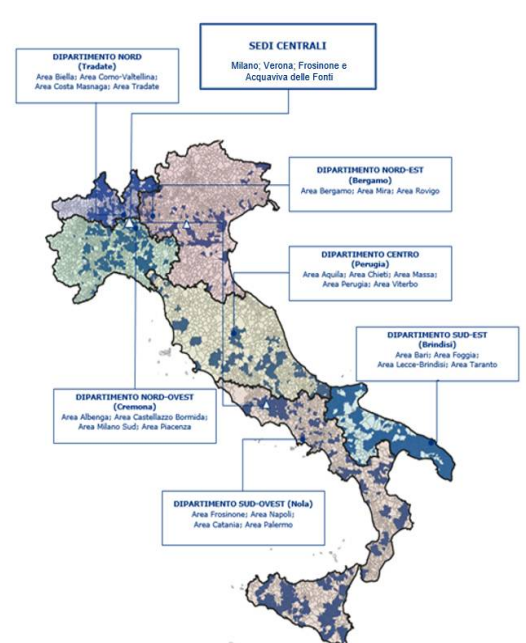 SEDI CENTRALI
Milano; Verona; Frosinone e
Acquaviva delle Fonti
DIPARTIMENTO NORD
(Tradate)
Area Biella; Area Como-Valtellina;
Area Costa Masnaga; Area Tradate
DIPARTIMENTO NORD-EST
(Bergamo)
Area Bergamo; Area Mira; Area Rovigo
DIPARTIMENTO CENTRO
(Perugia)
Area Aquila; Area Chieti; Area Massa;
Area Perugia; Area Viterbo
DIPARTIMENTO SUD-EST
(Brindisi)
Area Bari; Area Foggia;
Area Lecce-Brindisi; Area Taranto
DIPARTIMENTO NORD-OVEST
(Cremona)
Area Albenga; Area Castellazzo Bormida;
Area Milano Sud; Area Piacenza
DIPARTIMENTO SUD-OVEST (Nola)
Area Frosinone; Area Napoli;
Area Catania; Area Palermo